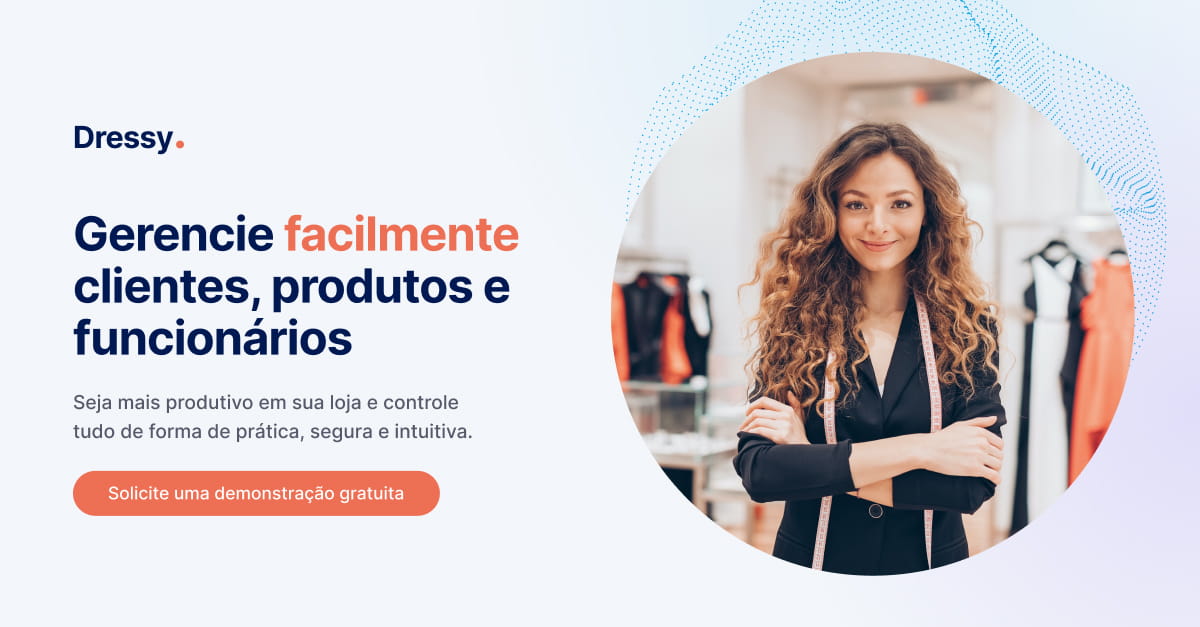 Dressy.
Gerencie facilmente
clientes, produtos e
funcionários
Seja mais produtivo em sua loja e controle
tudo de forma de prática, segura e intuitiva.
Solicite uma demonstração gratuita